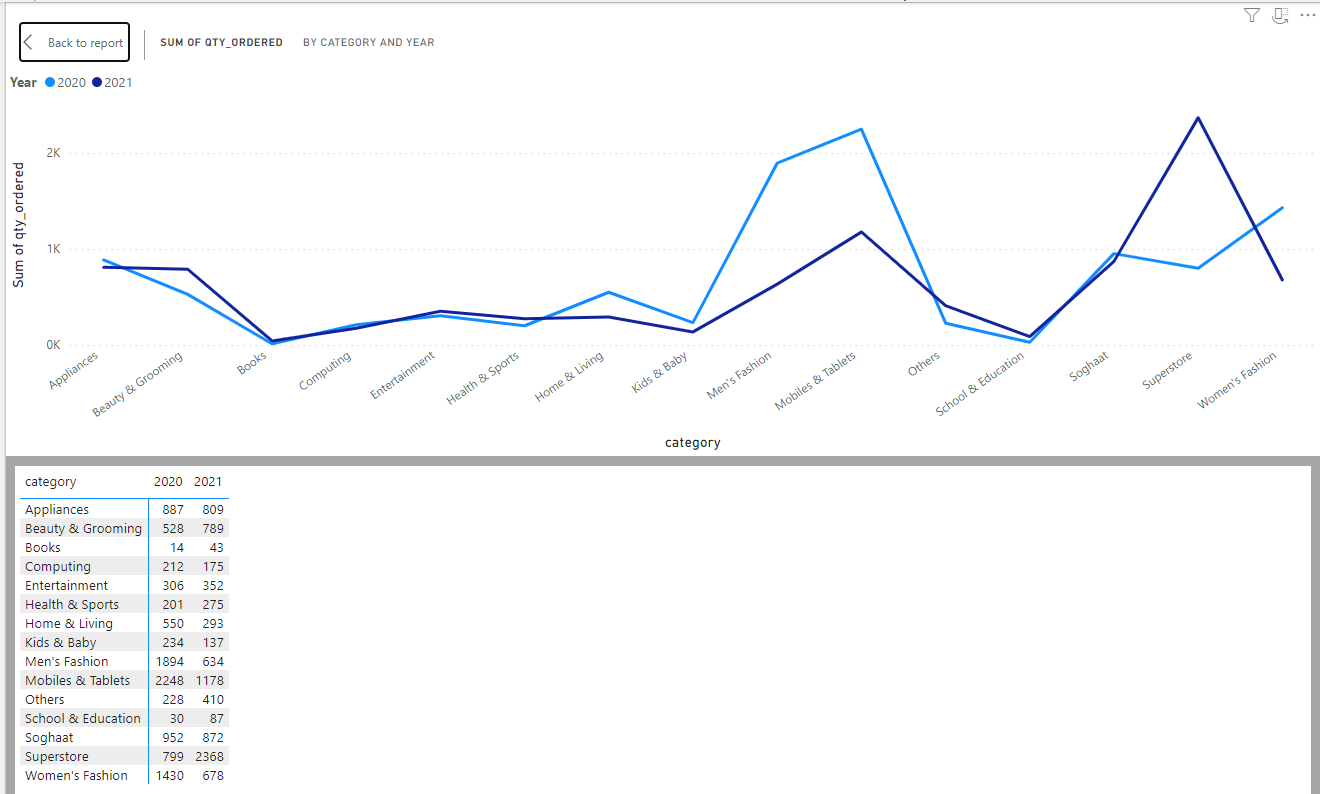 Back to report
SUM OF QTY_ORDERED BY CATEGORY AND YEAR
Year 2020 2021
Sum of qty_ordered
2K
1K
0K
Appliances
Beauty & Grooming
Books
Computing
Entertainment
Health & Sports
Home & Living
Kids & Baby
Men's Fashion
Mobiles & Tablets
Others
School & Education
Soghaat
Superstore
Women's Fashion
category
category 2020 2021
Appliances 887 809
Beauty & Grooming 528 789
Books 14 43
Computing 212 175
Entertainment 306 352
Health & Sports 201 275
Home & Living 550 293
Kids & Baby 234 137
Men's Fashion 1894 634
Mobiles & Tablets 2248 1178
Others 228 410
School & Education 30 87
Soghaat 952 872
Superstore 799 2368
Women's Fashion 1430 678